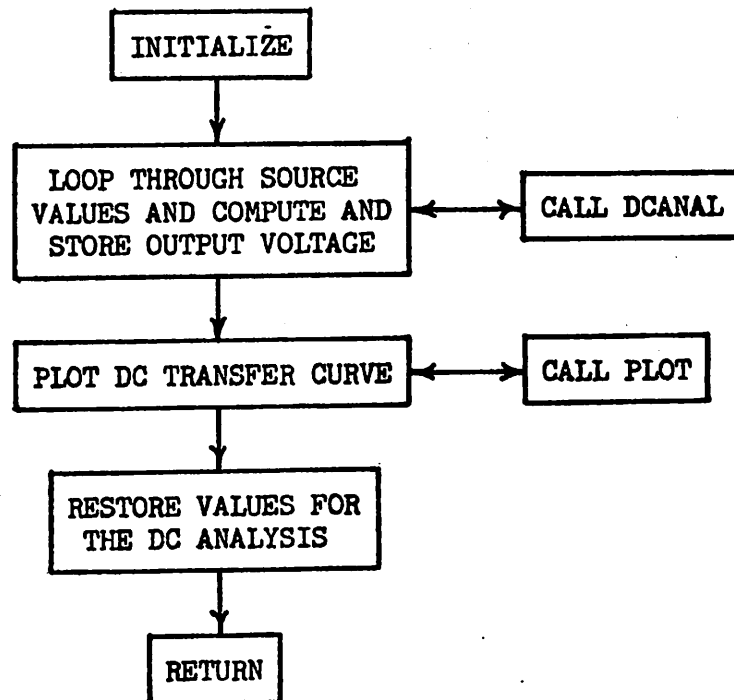 INITIALIZE
LOOP THROUGH SOURCE
VALUES AND COMPUTE AND
STORE OUTPUT VOLTAGE
CALL DCANAL
PLOT DC TRANSFER CURVE
CALL PLOT
RESTORE VALUES FOR
THE DC ANALYSIS
RETURN